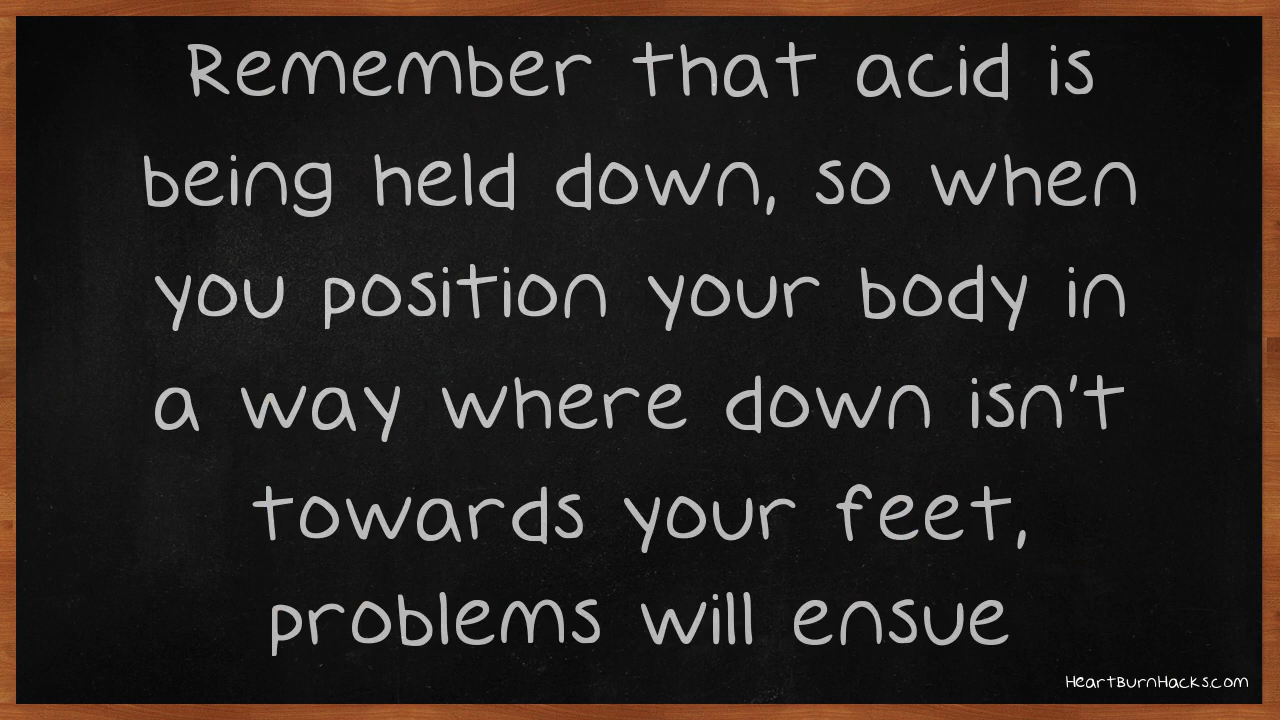 Remember that acid is
being held down, so when
you position your body in
a way where down isn't
towards your feet,
problems will ensue
HeartBurnHacks.com